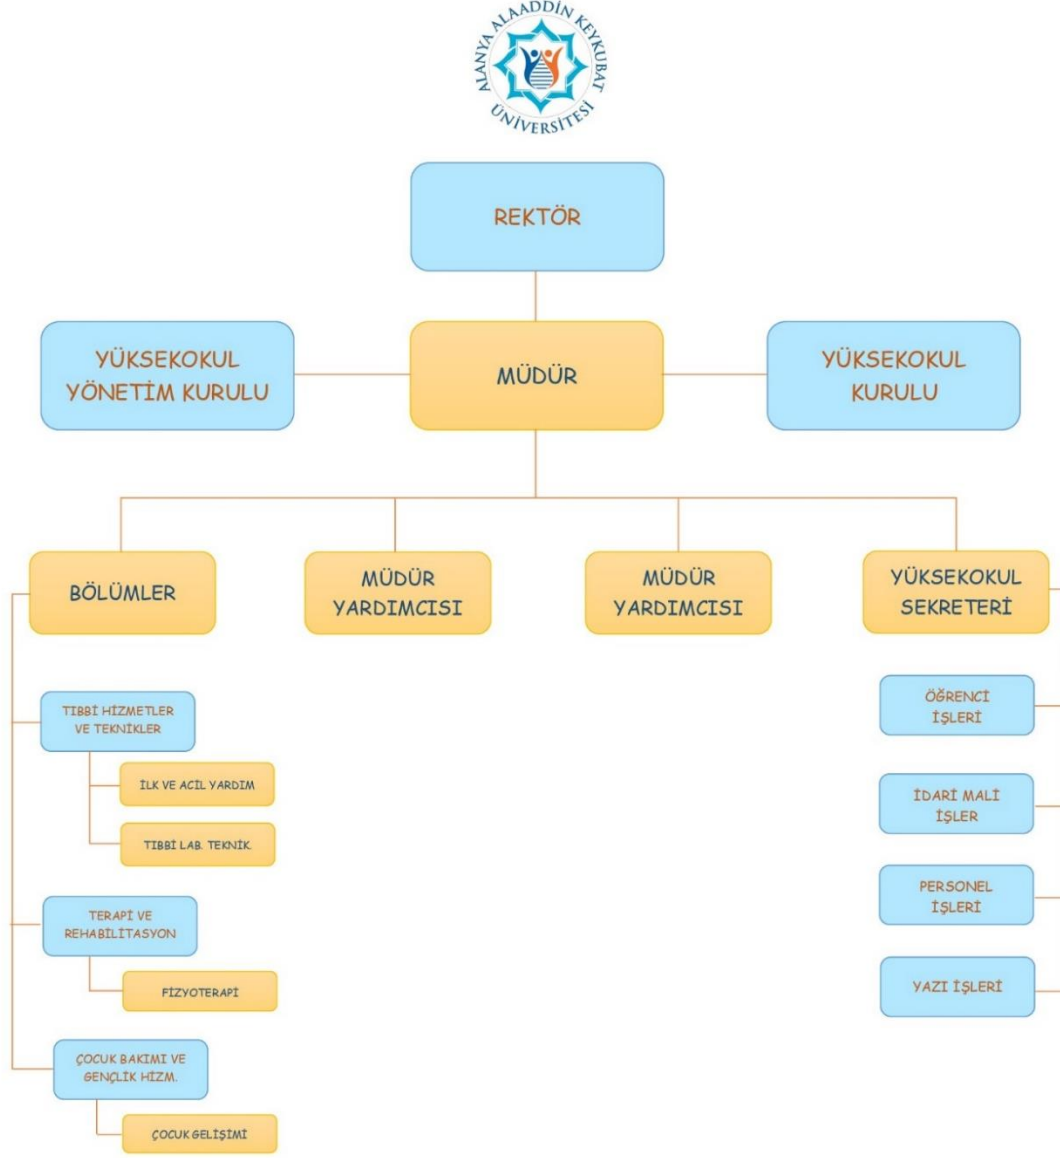 ALANYA ALAADDİN KEYKUBAT
ÜNİVERSİTESİ
REKTÖR
YÜKSEKOKUL
YÖNETİM KURULU
MÜDÜR
YÜKSEKOKUL
KURULU
BÖLÜMLER
MÜDÜR
YARDIMCISI
MÜDÜR
YARDIMCISI
YÜKSEKOKUL
SEKRETERİ
TIBBİ HİZMETLER
VE TEKNİKLER
İLK VE ACİL YARDIM
TIBBİ LAB. TEKNİK.
TERAPİ VE
REHABİLİTASYON
FİZYOTERAPİ
ÇOCUK BAKIMI VE
GENÇLİK HİZM.
ÇOCUK GELİŞİMİ
ÖĞRENCİ
İŞLERİ
İDARİ MALİ
İŞLER
PERSONEL
İŞLERİ
YAZI İŞLERİ